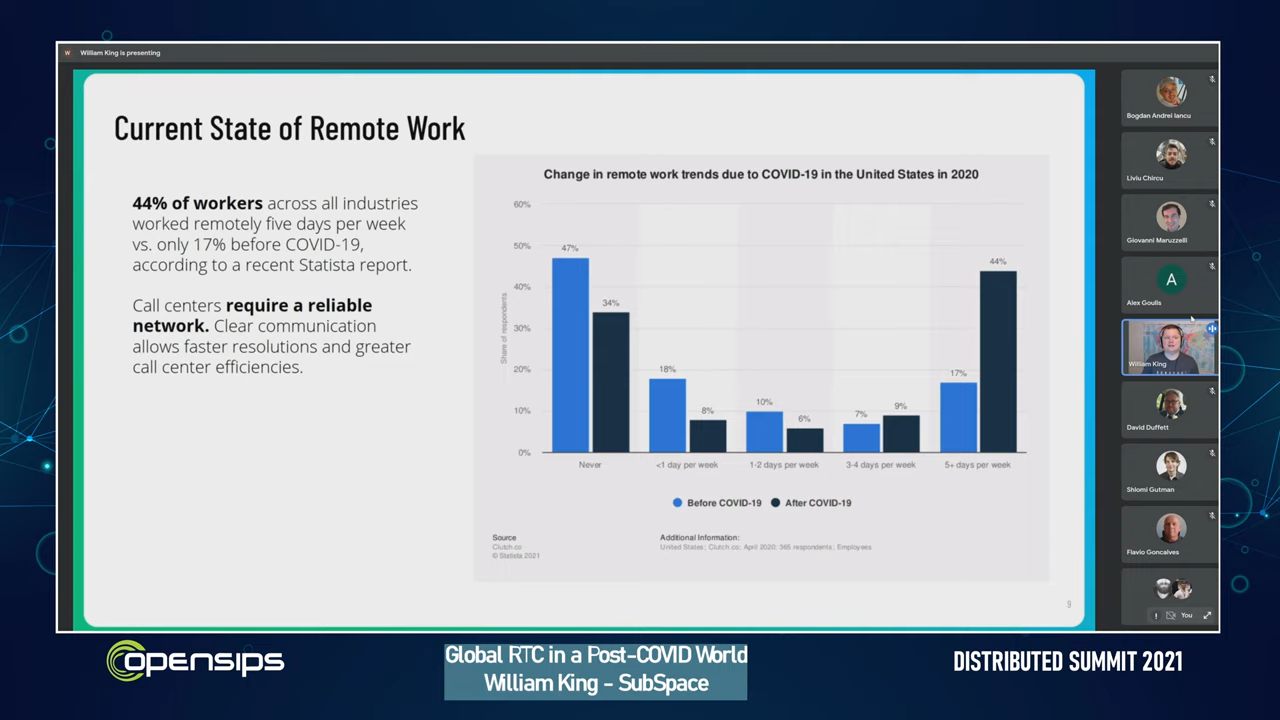 W William King is presenting
Current State of Remote Work
44% of workers across all industries
worked remotely five days per week
vs. only 17% before COVID-19,
according to a recent Statista report.
Call centers require a reliable
network. Clear communication
allows faster resolutions and greater
call center efficiencies.
Change in remote work trends due to COVID-19 in the United States in 2020
Share of respondents
60%
50%
40%
30%
20%
10%
0%
47%
34%
18%
8%
10%
6%
7%
9%
17%
44%
Never
<1 day per week
1-2 days per week
3-4 days per week
5+ days per week
Before COVID-19
After COVID-19
Source
Clutch.co
© Statista 2021
Additional Information:
United States; Clutch.co; April 2020; 365 respondents; Employees
9
Bogdan Andrei Iancu
Liviu Chircu
Giovanni Maruzzelli
A
Alex Goulis
William King
David Duffett
Shlomi Gutman
Flavio Goncalves
You
OPENSIPS
Global RTC in a Post-COVID World
William King - SubSpace
DISTRIBUTED SUMMIT 2021